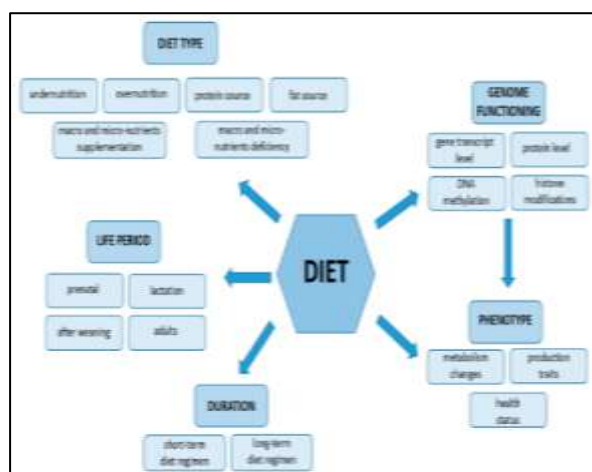 DIET TYPE
undernutrition
overnutrition
protein source
fat source
macro and micro-nutrients
supplementation
macro and micro-
nutrients deficiency
GENOME
FUNCTIONING
gene transcript
level
protein level
DNA
methylation
histone
modifications
LIFE PERIOD
prenatal
lactation
after weaning
adults
DIET
PHENOTYPE
metabolism
changes
production
traits
health
status
DURATION
short-term
diet regimen
long-term
diet regimen